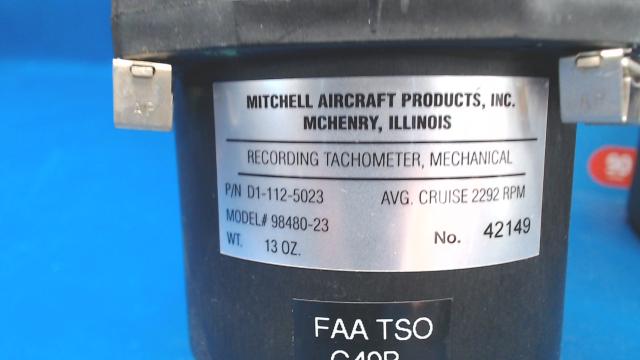 MITCHELL AIRCRAFT PRODUCTS, INC.
MCHENRY, ILLINOIS
RECORDING TACHOMETER, MECHANICAL
P/N D1-112-5023 AVG. CRUISE 2292 RPM
MODEL# 98480-23
WT. 13 OZ. No. 42149
FAA TSO